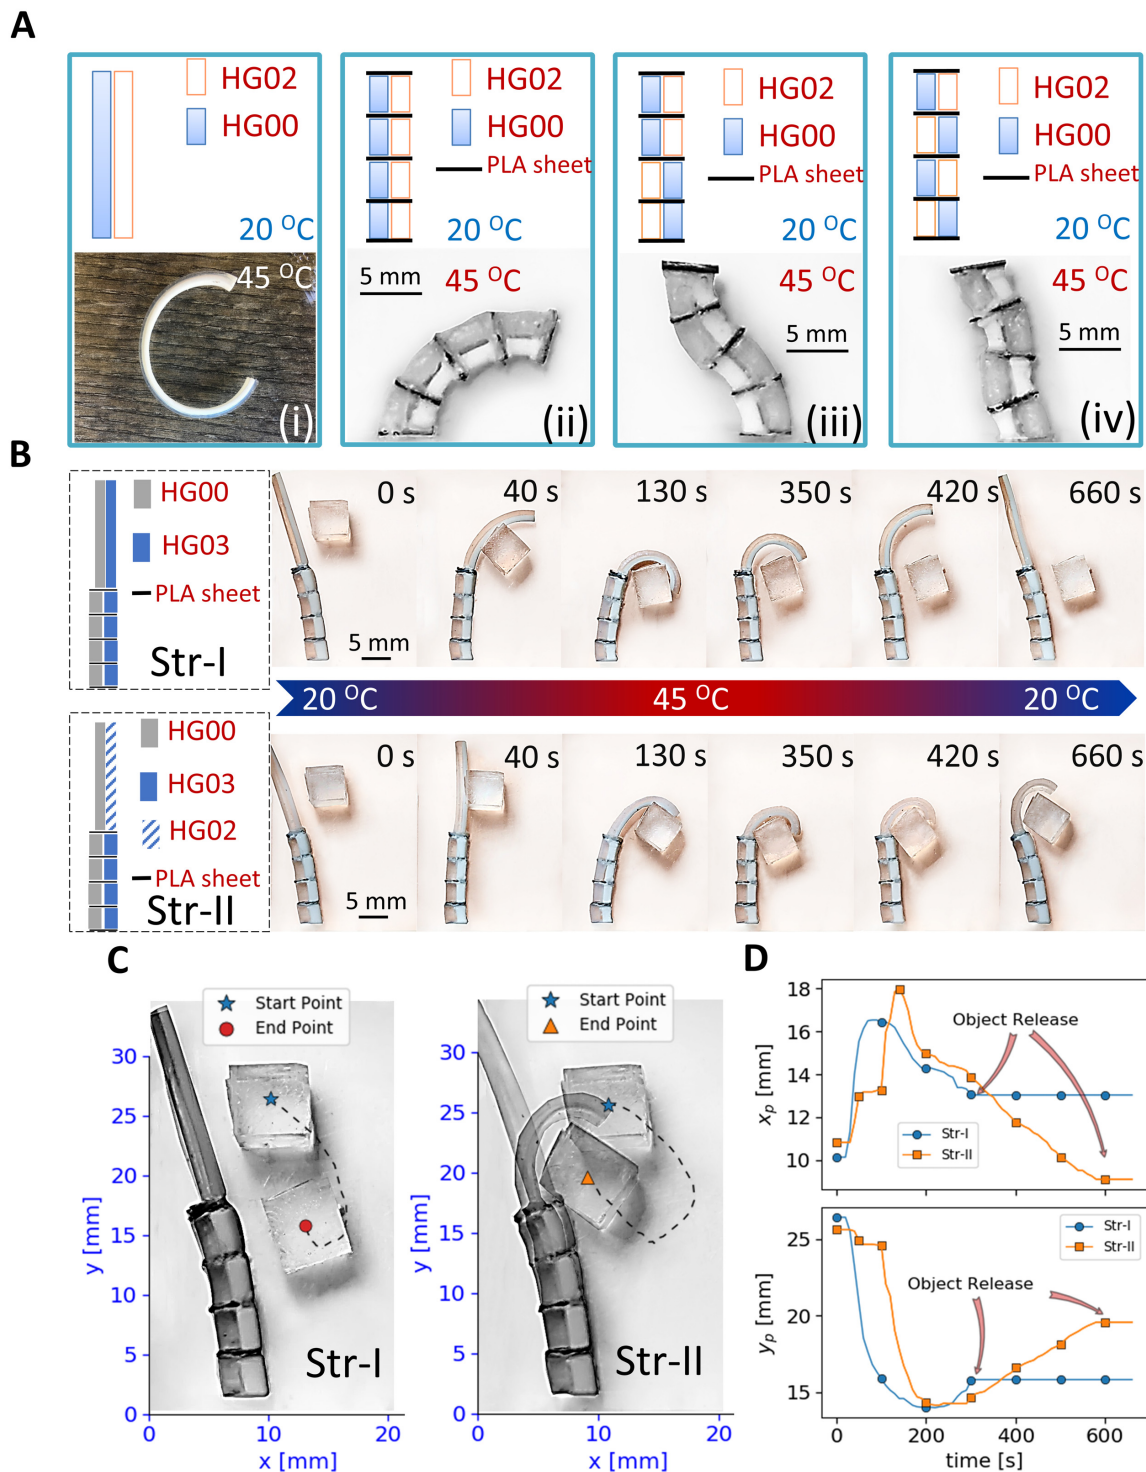 A
HG02
HG00
20 °C
45 °C
(i)
HG02
HG00
PLA sheet
20 °C
5 mm
45 °C
(ii)
HG02
HG00
PLA sheet
20 °C
45 °C
5 mm
(iii)
HG02
HG00
PLA sheet
20 °C
45 °C
5 mm
(iv)
B
HG00
HG03
PLA sheet
Str-I
0 s
40 s
130 s
350 s
420 s
660 s
5 mm
20 °C
45 °C
20 °C
HG00
HG03
HG02
PLA sheet
Str-II
0 s
40 s
130 s
350 s
420 s
660 s
5 mm
C
Start Point
End Point
30
25
20
15
10
5
0
y [mm]
0
10
20
x [mm]
Str-I
Start Point
End Point
30
25
20
15
10
5
0
y [mm]
0
10
20
x [mm]
Str-II
D
18
16
14
12
10
xp [mm]
Object Release
Str-I
Str-II
25
20
15
yp [mm]
Str-I
Str-II
Object Release
0
200
400
600
time [s]